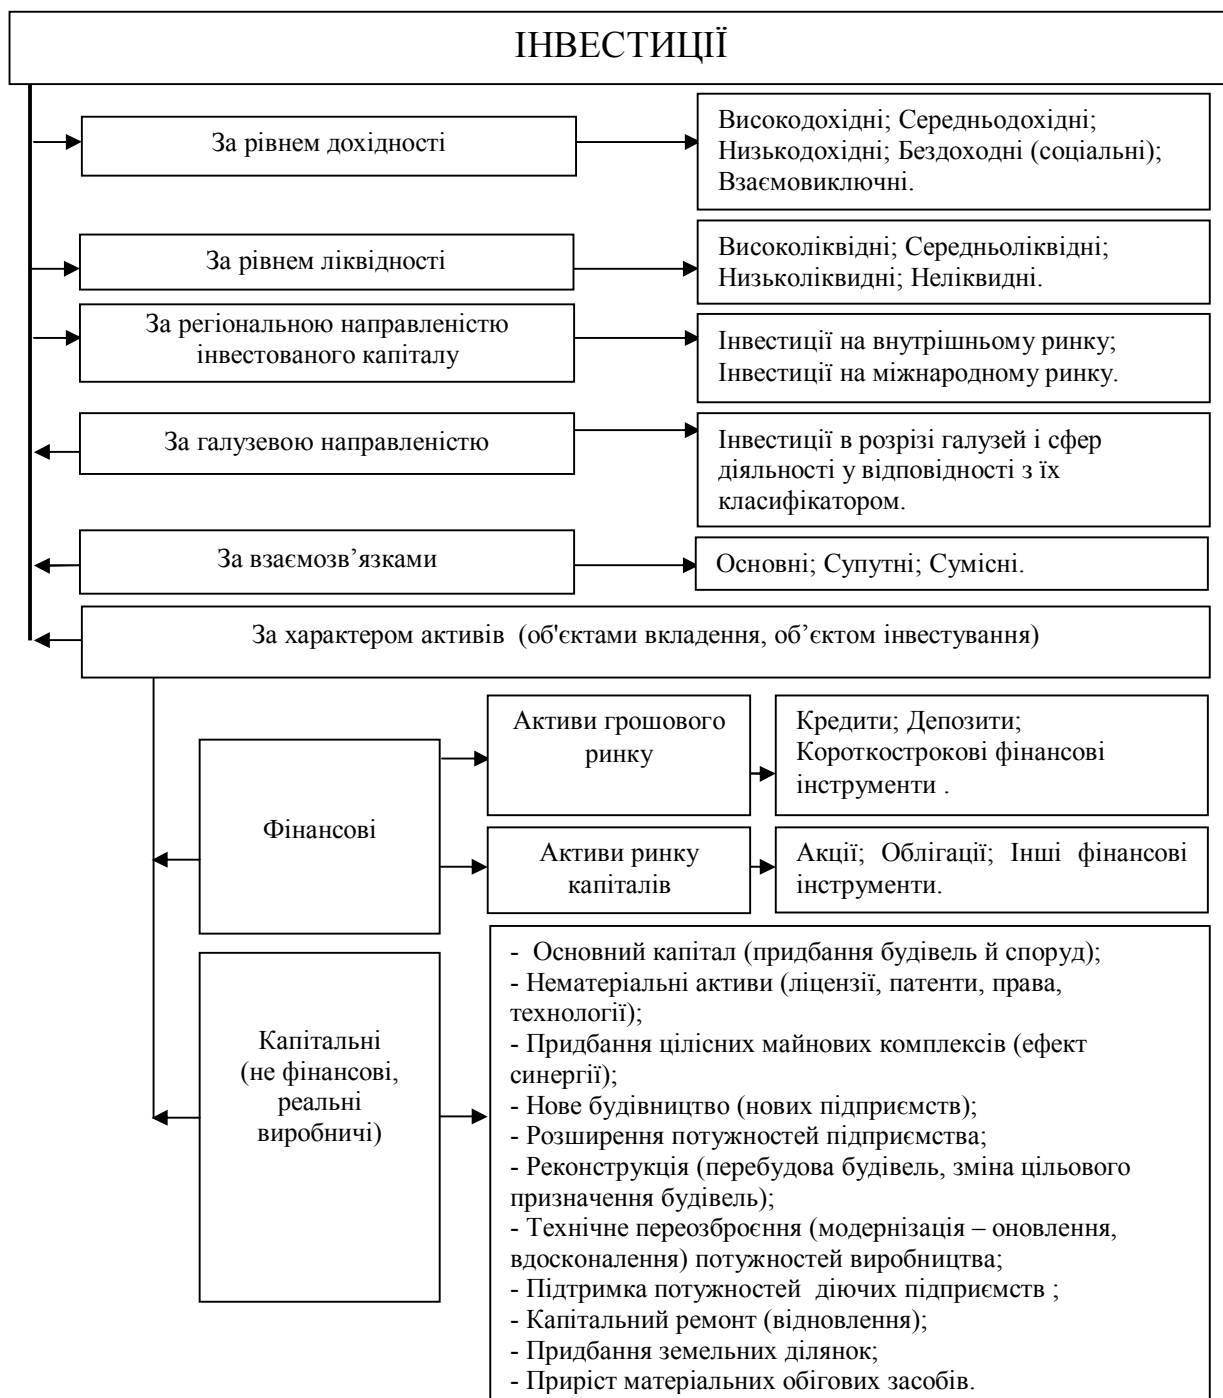 ІНВЕСТИЦІЇ
За рівнем дохідності
Високодохідні; Середньодохідні;
Низькодохідні; Бездоходні (соціальні);
Взаємовиключні.
За рівнем ліквідності
Високоліквідні; Середньоліквідні;
Низьколіквидні; Неліквидні.
За регіональною направленістю
інвестованого капіталу
Інвестиції на внутрішньому ринку;
Інвестиції на міжнародному ринку.
За галузевою направленістю
Інвестиції в розрізі галузей і сфер
діяльності у відповідності з їх
класифікатором.
За взаємозв’язками
Основні; Супутні; Сумісні.
За характером активів (об'єктами вкладення, об’єктом інвестування)
Фінансові
Активи грошового
ринку
Кредити; Депозити;
Короткострокові фінансові
інструменти .
Активи ринку
капіталів
Акції; Облігації; Інші фінансові
інструменти.
Капітальні
(не фінансові,
реальні
виробничі)
- Основний капітал (придбання будівель й споруд);
- Нематеріальні активи (ліцензії, патенти, права,
технології);
- Придбання цілісних майнових комплексів (ефект
синергії);
- Нове будівництво (нових підприємств);
- Розширення потужностей підприємства;
- Реконструкція (перебудова будівель, зміна цільового
призначення будівель);
- Технічне переозброєння (модернізація – оновлення,
вдосконалення) потужностей виробництва;
- Підтримка потужностей діючих підприємств ;
- Капітальний ремонт (відновлення);
- Придбання земельних ділянок;
- Приріст матеріальних обігових засобів.